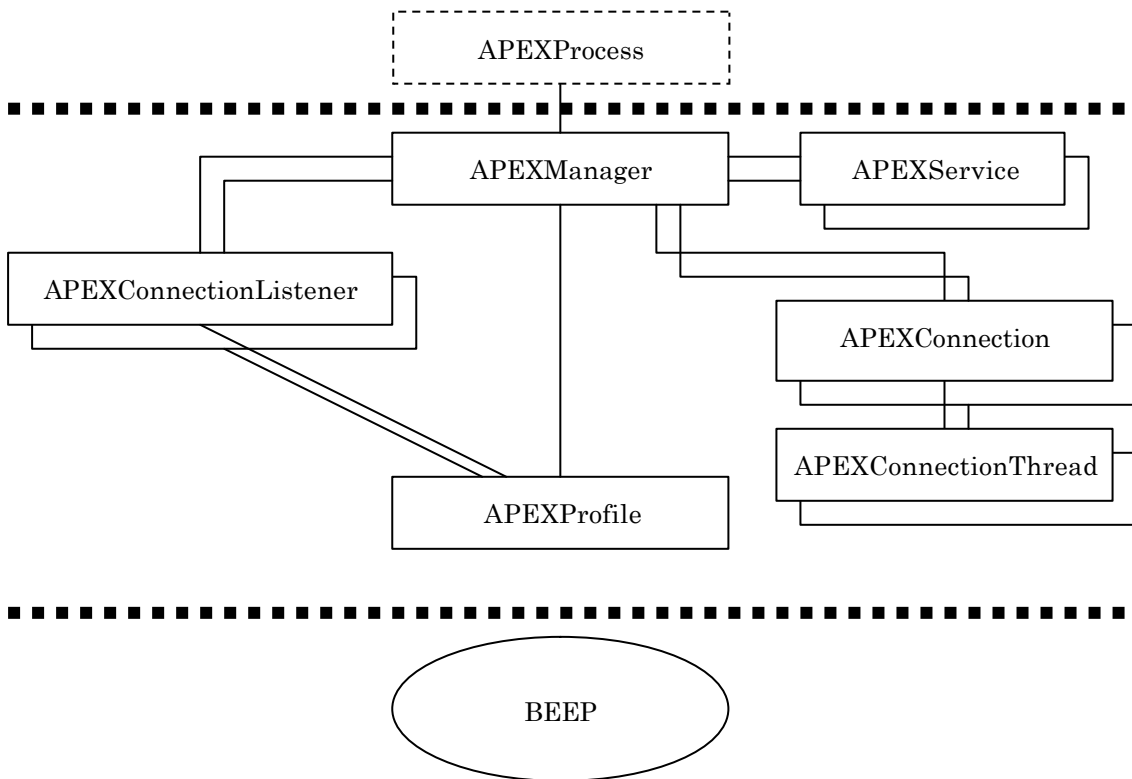 APEXProcess
APEXManager
APEXService
APEXConnectionListener
APEXConnection
APEXConnectionThread
APEXProfile
BEEP